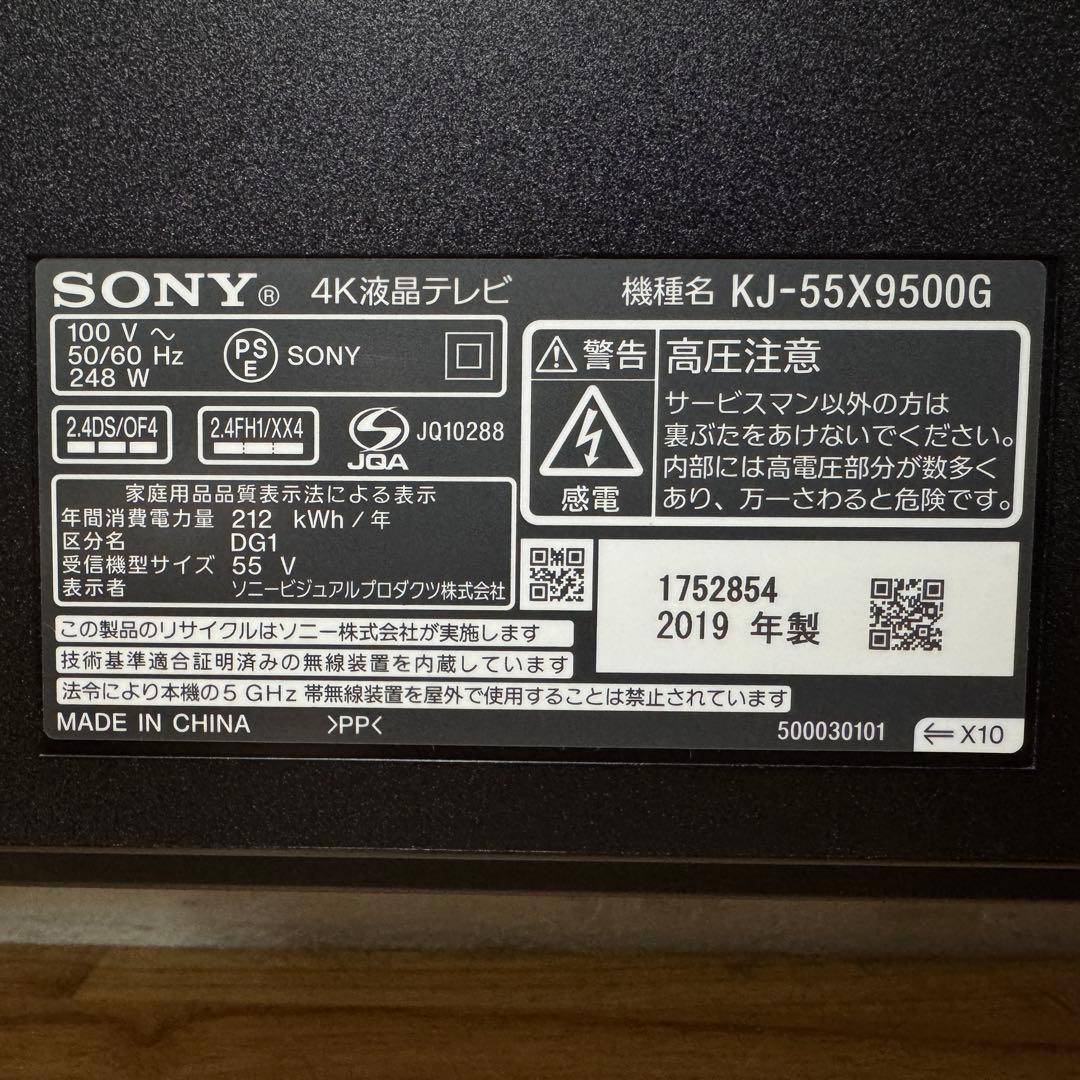 SONY® 4K液晶テレビ 機種名 KJ-55X9500G
100 V ～
50/60 Hz
248 W
PSE SONY
2.4DS/OF4
2.4FH1/XX4
JQA
JQ10288
家庭用品品質表示法による表示
年間消費電力量 212 kWh/年
区分名 DG1
受信機型サイズ 55 V
表示者 ソニービジュアルプロダクツ株式会社
警告 高圧注意
感電
サービスマン以外の方は
裏ぶたをあけないでください。
内部には高電圧部分が数多く
あり、万一さわると危険です。
1752854
2019 年製
この製品のリサイクルはソニー株式会社が実施します
技術基準適合証明済みの無線装置を内蔵しています
法令により本機の5 GHz 帯無線装置を屋外で使用することは禁止されています
MADE IN CHINA >PP< 500030101 ⇐X10